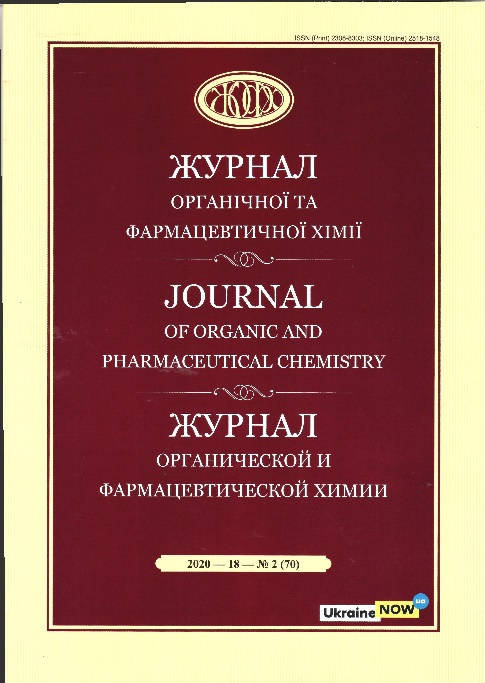 ISSN (Print) 2308-8303; ISSN (Online) 2518-1548
ЖОФХ
ЖУРНАЛ
ОРГАНІЧНОЇ ТА
ФАРМАЦЕВТИЧНОЇ ХІМІЇ
JOURNAL
OF ORGANIC AND
PHARMACEUTICAL CHEMISTRY
ЖУРНАЛ
ОРГАНИЧЕСКОЙ И
ФАРМАЦЕВТИЧЕСКОЙ ХИМИИ
2020 — 18 — № 2 (70)
Ukraine NOW ua